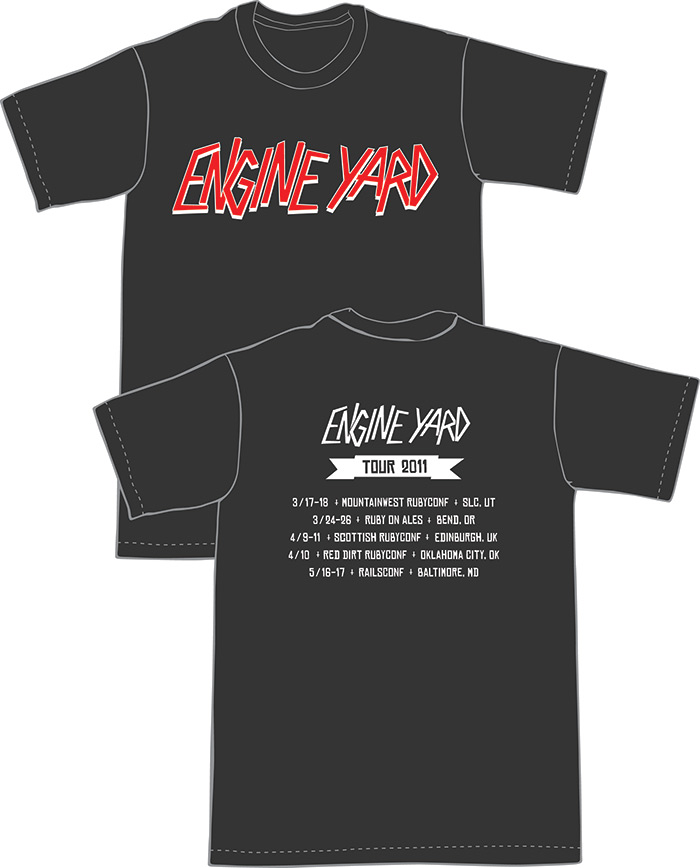 ENGINE YARD
ENGINE YARD
TOUR 2011
3/17-18 + MOUNTAINWEST RUBYCONF + SLC, UT
3/24-26 + RUBY ON ALES + BEND, OR
4/9-11 + SCOTTISH RUBYCONF + EDINBURGH, UK
4/10 + RED DIRT RUBYCONF + OKLAHOMA CITY, OK
5/16-17 + RAILSCONF + BALTIMORE, MD